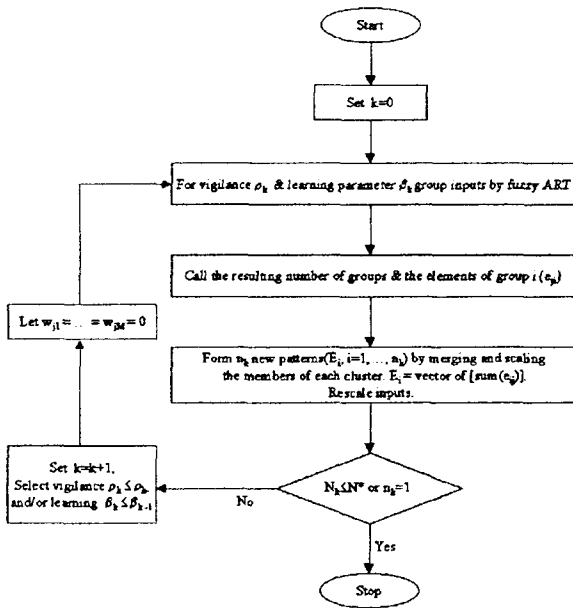 Start
Set k=0
For vigilance ρk & learning parameter βk group inputs by fuzzy ART
Call the resulting number of groups & the elements of group i (eji)
Let wj1 = ... = wjM = 0
Form nk new patterns(Ei, i=1, ..., nk) by merging and scaling
the members of each cluster. Ei = vector of [sum(eij)].
Rescale inputs.
Set k=k+1,
Select vigilance ρk ≤ ρk
and/or learning βk ≤ βk-1
No
Nk≤N* or nk=1
Yes
Stop